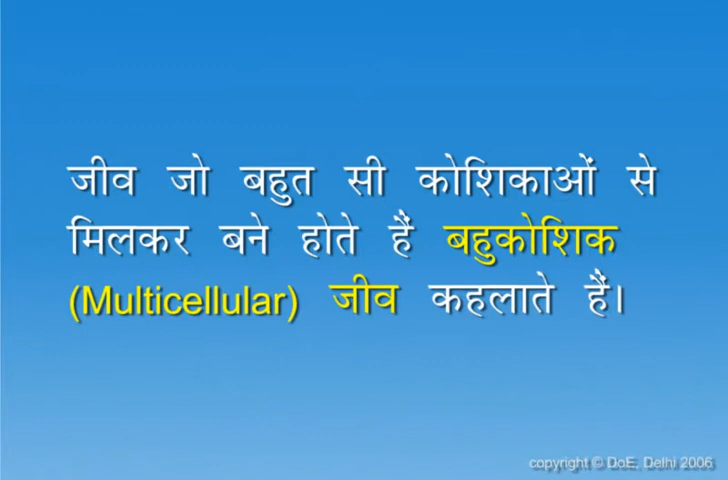 जीव जो बहुत सी कोशिकाओं से
मिलकर बने होते हैं बहुकोशिक
(Multicellular) जीव कहलाते हैं।
copyright © DoE, Delhi 2006